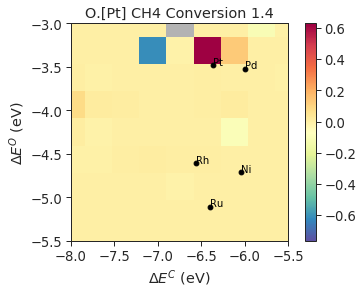 O.[Pt] CH4 Conversion 1.4
−3.0
−3.5
−4.0
−4.5
−5.0
−5.5
ΔE^O (eV)
Pt
Pd
Rh
Ni
Ru
−8.0 −7.5 −7.0 −6.5 −6.0 −5.5
ΔE^C (eV)
0.6
0.4
0.2
0.0
−0.2
−0.4
−0.6